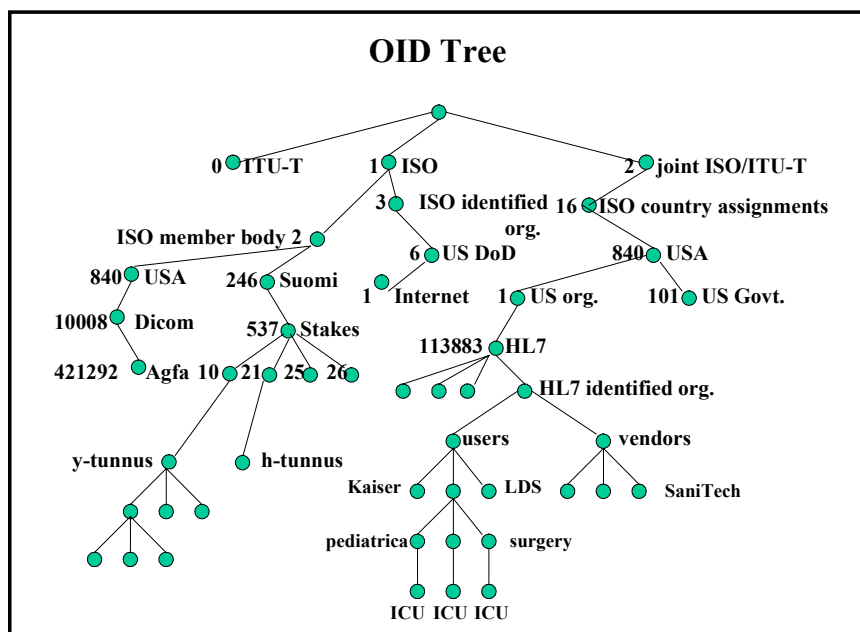 OID Tree
0 ITU-T
1 ISO
2 joint ISO/ITU-T
3 ISO identified
org.
16 ISO country assignments
ISO member body 2
6 US DoD
840 USA
840 USA
246 Suomi
1 Internet
1 US org.
101 US Govt.
10008 Dicom
537 Stakes
113883 HL7
421292 Agfa
10 21 25 26
HL7 identified org.
users
vendors
y-tunnus
h-tunnus
Kaiser
LDS
SaniTech
pediatrica
surgery
ICU ICU ICU